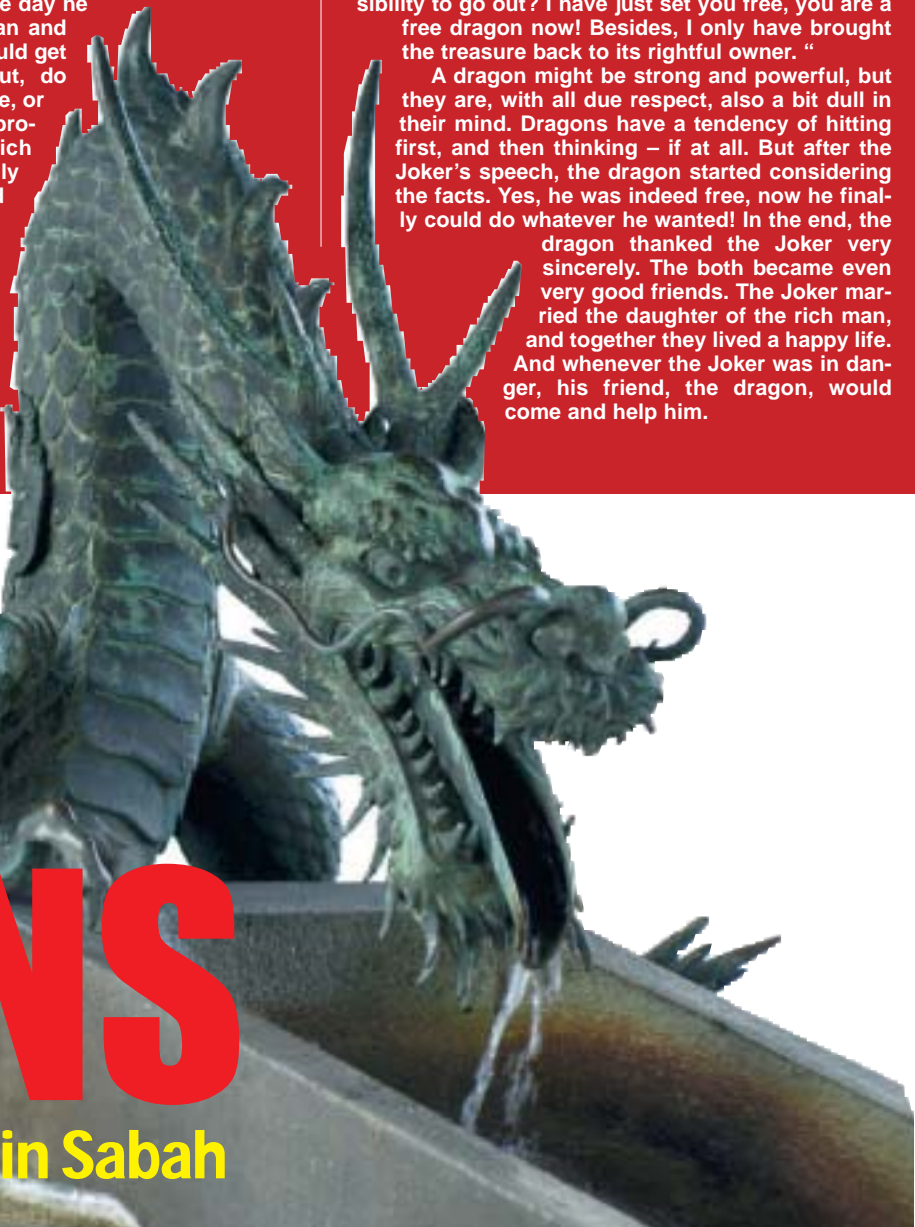 e day he
an and
uld get
ut, do
e, or
pro-
ich
ly
sibility to go out? I have just set you free, you are a
free dragon now! Besides, I only have brought
the treasure back to its rightful owner. “
A dragon might be strong and powerful, but
they are, with all due respect, also a bit dull in
their mind. Dragons have a tendency of hitting
first, and then thinking – if at all. But after the
Joker's speech, the dragon started considering
the facts. Yes, he was indeed free, now he final-
ly could do whatever he wanted! In the end, the
dragon thanked the Joker very
sincerely. The both became even
very good friends. The Joker mar-
ried the daughter of the rich man,
and together they lived a happy life.
And whenever the Joker was in dan-
ger, his friend, the dragon, would
come and help him.
NS
in Sabah